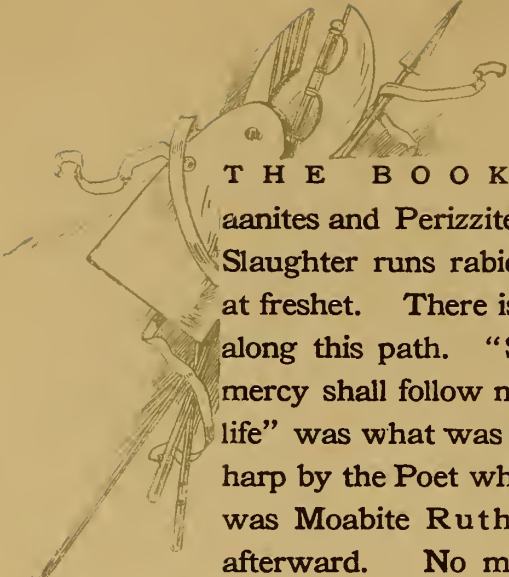 THE BOOK
aanites and Perizzite
Slaughter runs rabi
at freshet. There is
along this path. “
mercy shall follow
life” was what was
harp by the Poet wh
was Moabite Ruth
afterward. No m